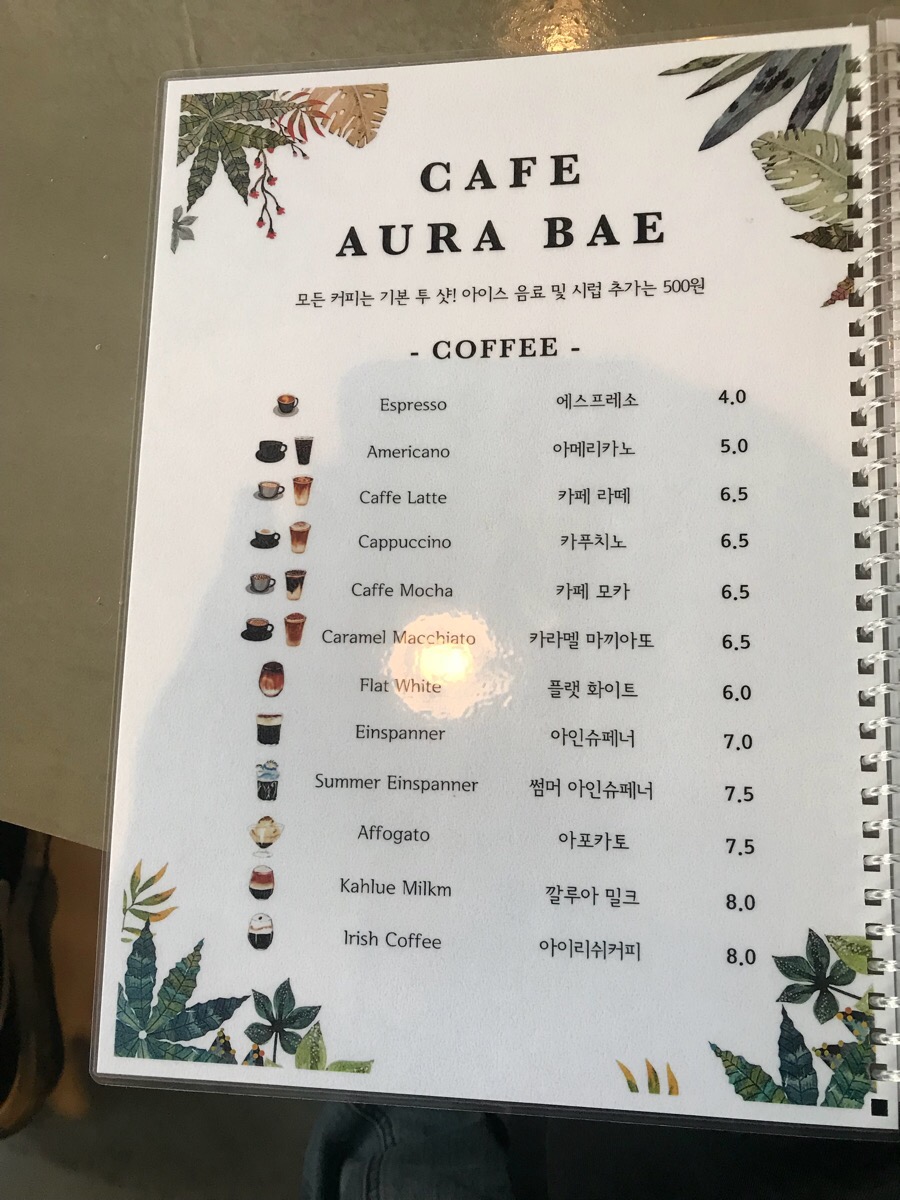 CAFE
AURA BAE
모든 커피는 기본 투 샷! 아이스 음료 및 시럽 추가는 500원
- COFFEE -
Espresso 에스프레소 4.0
Americano 아메리카노 5.0
Caffe Latte 카페 라떼 6.5
Cappuccino 카푸치노 6.5
Caffe Mocha 카페 모카 6.5
Caramel Macchiato 카라멜 마끼아또 6.5
Flat White 플랫 화이트 6.0
Einspanner 아인슈페너 7.0
Summer Einspanner 썸머 아인슈페너 7.5
Affogato 아포카토 7.5
Kahlue Milkm 깔루아 밀크 8.0
Irish Coffee 아이리쉬커피 8.0